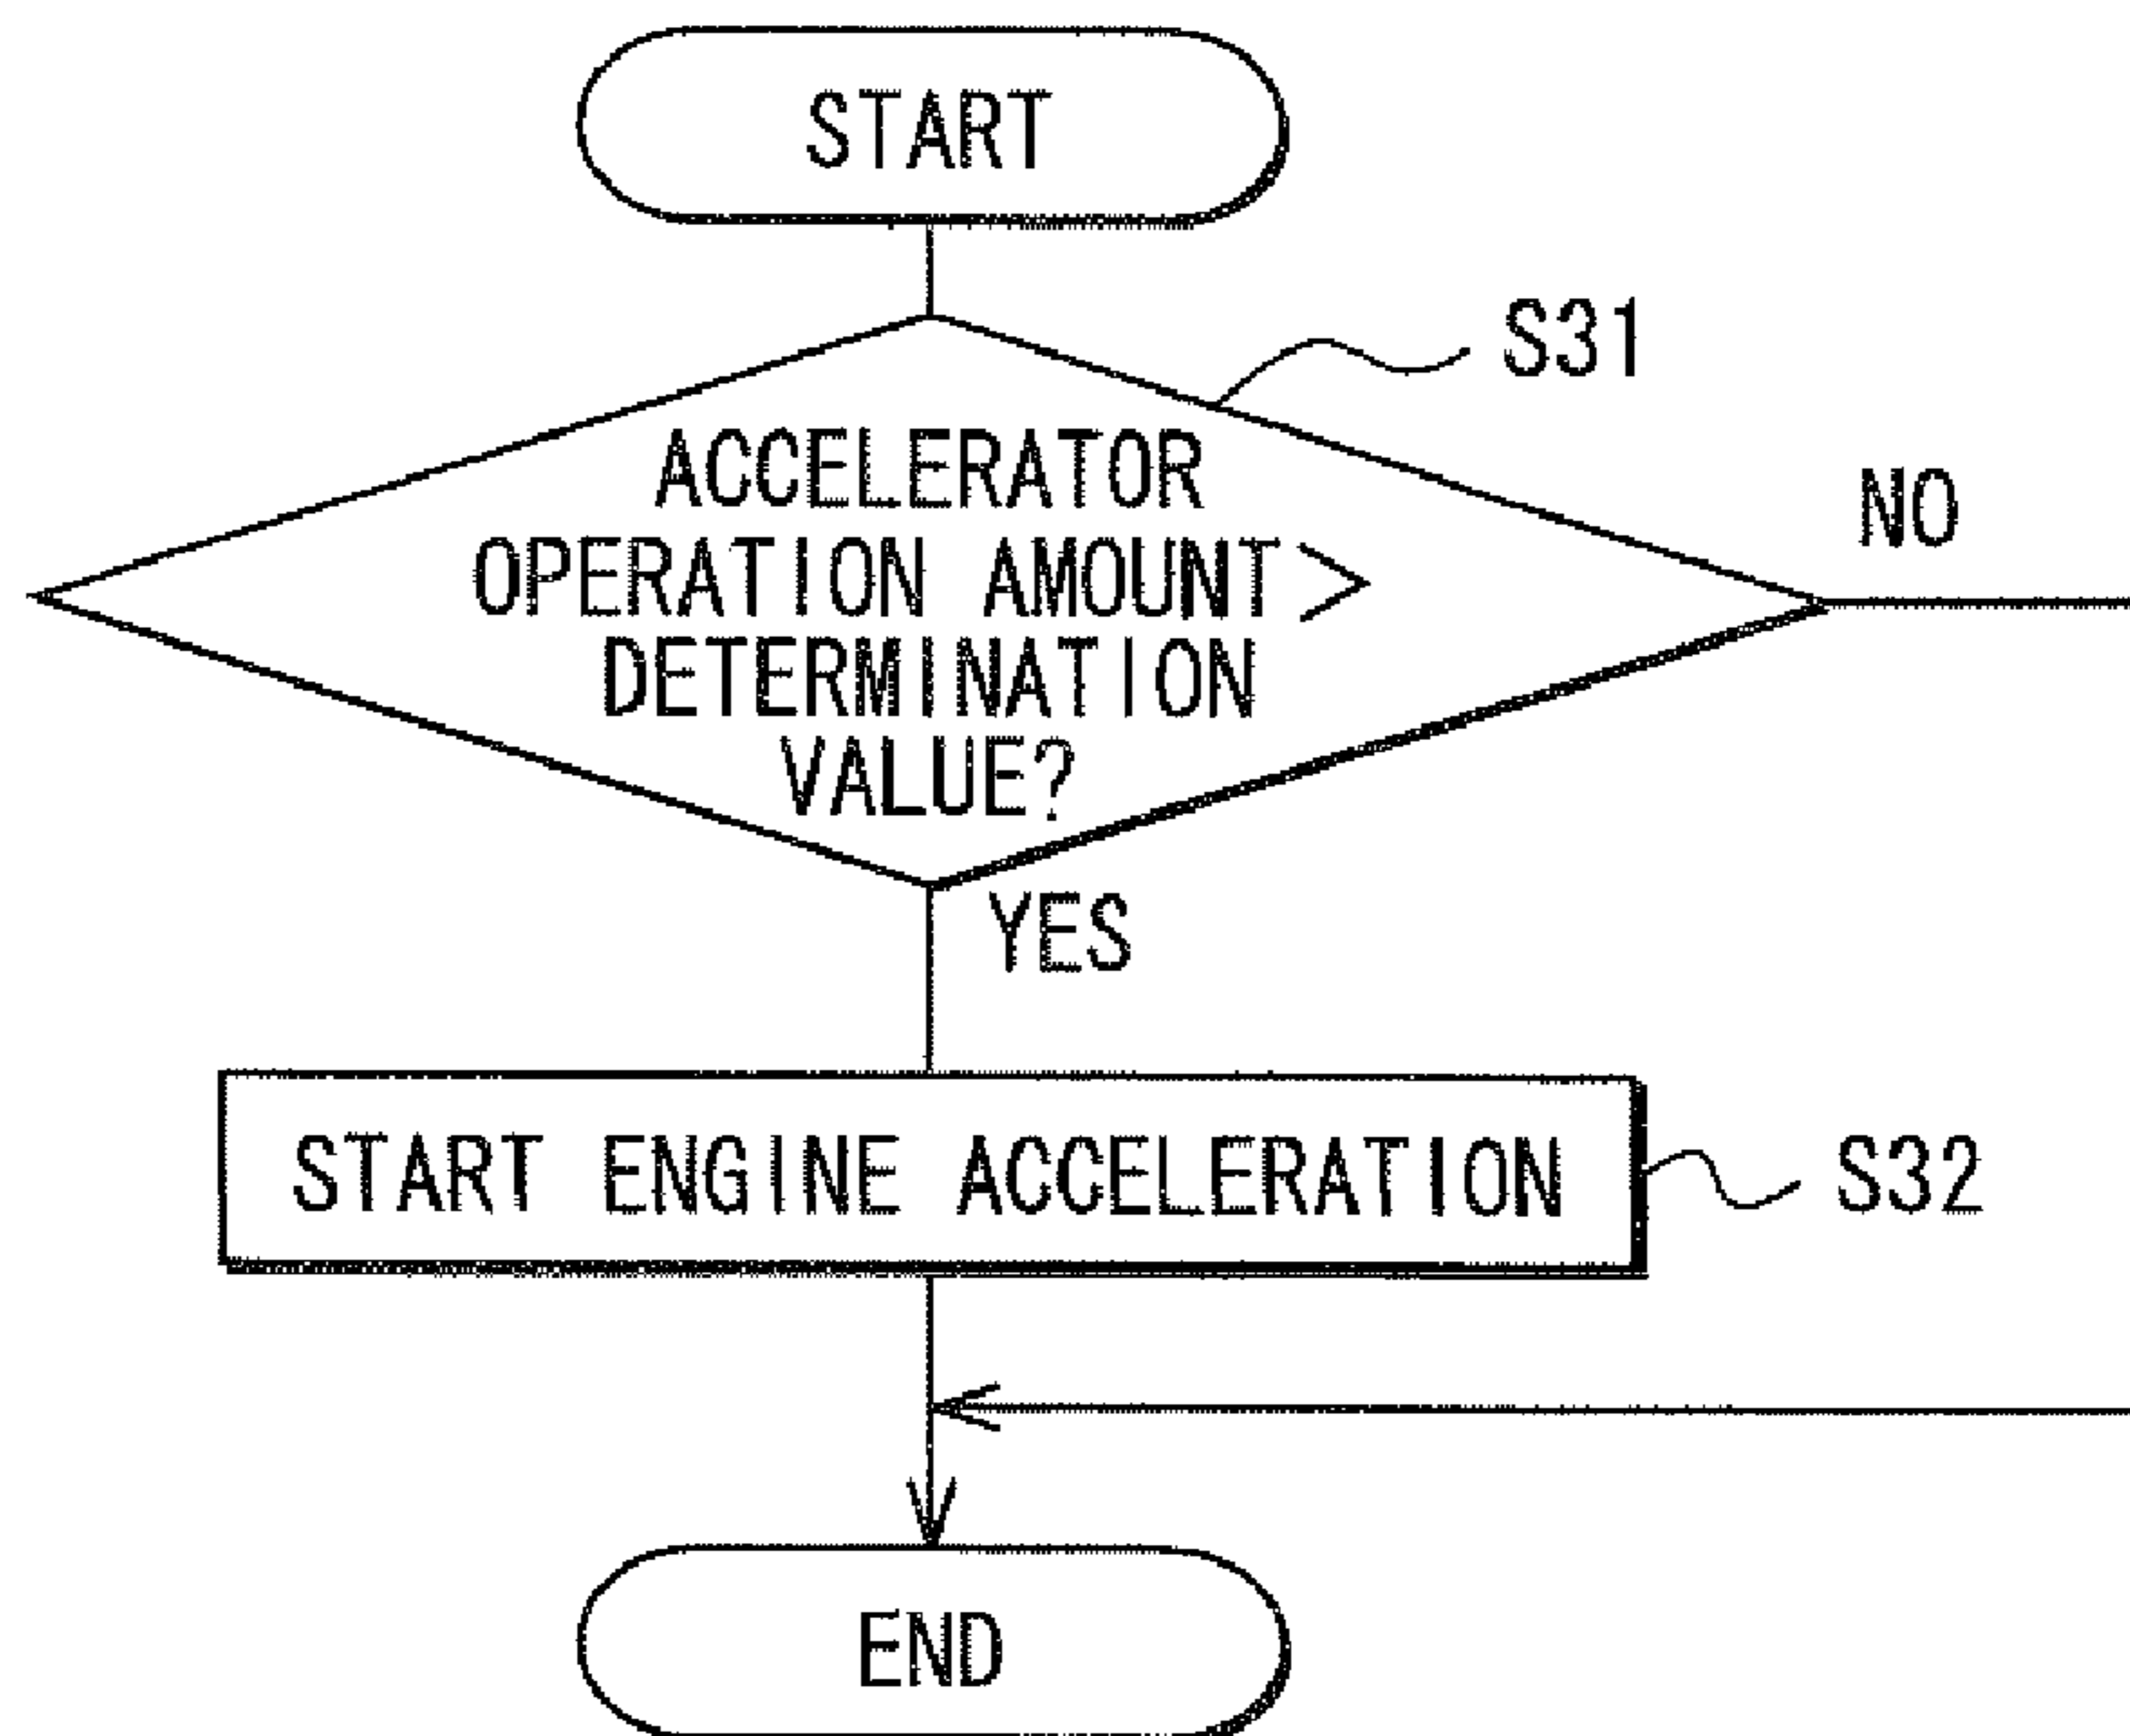 START
S31
ACCELERATOR
OPERATION AMOUNT>
DETERMINATION
VALUE?
NO
YES
START ENGINE ACCELERATION
S32
END